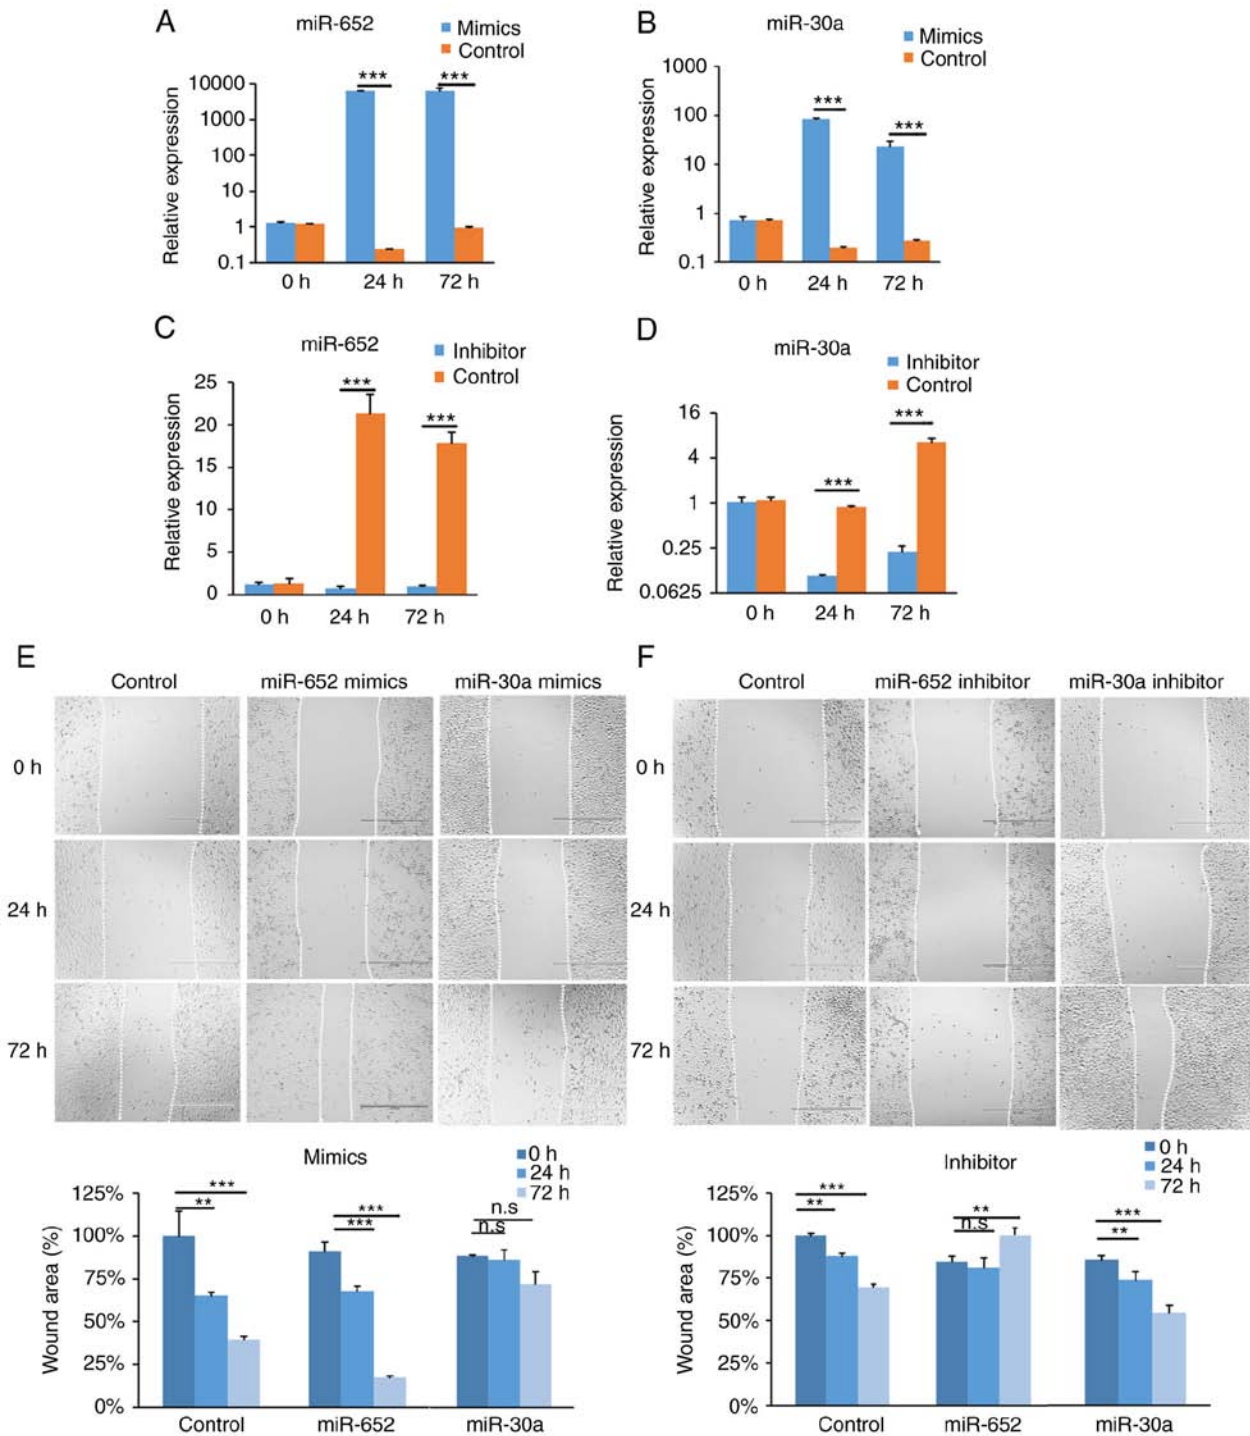 A
miR-652
Mimics
Control
Relative expression
10000
1000
100
10
1
0.1
***
***
0 h
24 h
72 h
B
miR-30a
Mimics
Control
Relative expression
1000
100
10
1
0.1
***
***
0 h
24 h
72 h
C
miR-652
Inhibitor
Control
Relative expression
25
20
15
10
5
0
***
***
0 h
24 h
72 h
D
miR-30a
Inhibitor
Control
Relative expression
16
4
1
0.25
0.0625
***
***
0 h
24 h
72 h
E
Control
miR-652 mimics
miR-30a mimics
0 h
24 h
72 h
Mimics
0 h
24 h
72 h
Wound area (%)
125%
100%
75%
50%
25%
0%
***
**
***
***
n.s
n.s
Control
miR-652
miR-30a
F
Control
miR-652 inhibitor
miR-30a inhibitor
0 h
24 h
72 h
Inhibitor
0 h
24 h
72 h
Wound area (%)
125%
100%
75%
50%
25%
0%
***
**
**
n.s
***
**
Control
miR-652
miR-30a